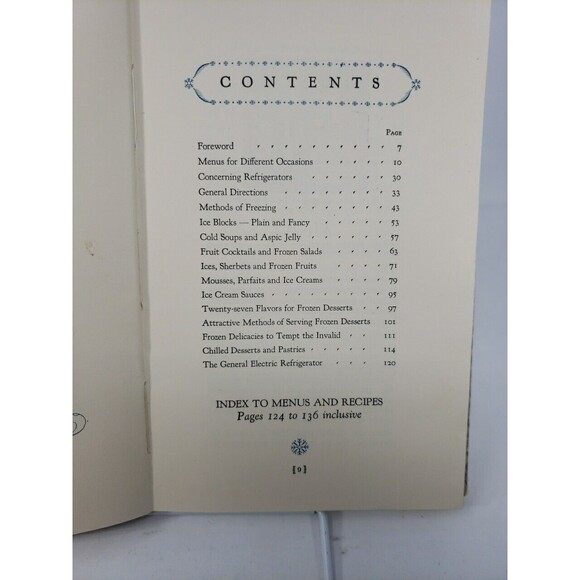 CONTENTS
PAGE
Foreword 7
Menus for Different Occasions 10
Concerning Refrigerators 30
General Directions 33
Methods of Freezing 43
Ice Blocks — Plain and Fancy 53
Cold Soups and Aspic Jelly 57
Fruit Cocktails and Frozen Salads 63
Ices, Sherbets and Frozen Fruits 71
Mousses, Parfaits and Ice Creams 79
Ice Cream Sauces 95
Twenty-seven Flavors for Frozen Desserts 97
Attractive Methods of Serving Frozen Desserts 101
Frozen Delicacies to Tempt the Invalid 111
Chilled Desserts and Pastries 114
The General Electric Refrigerator 120
INDEX TO MENUS AND RECIPES
Pages 124 to 136 inclusive
[9]